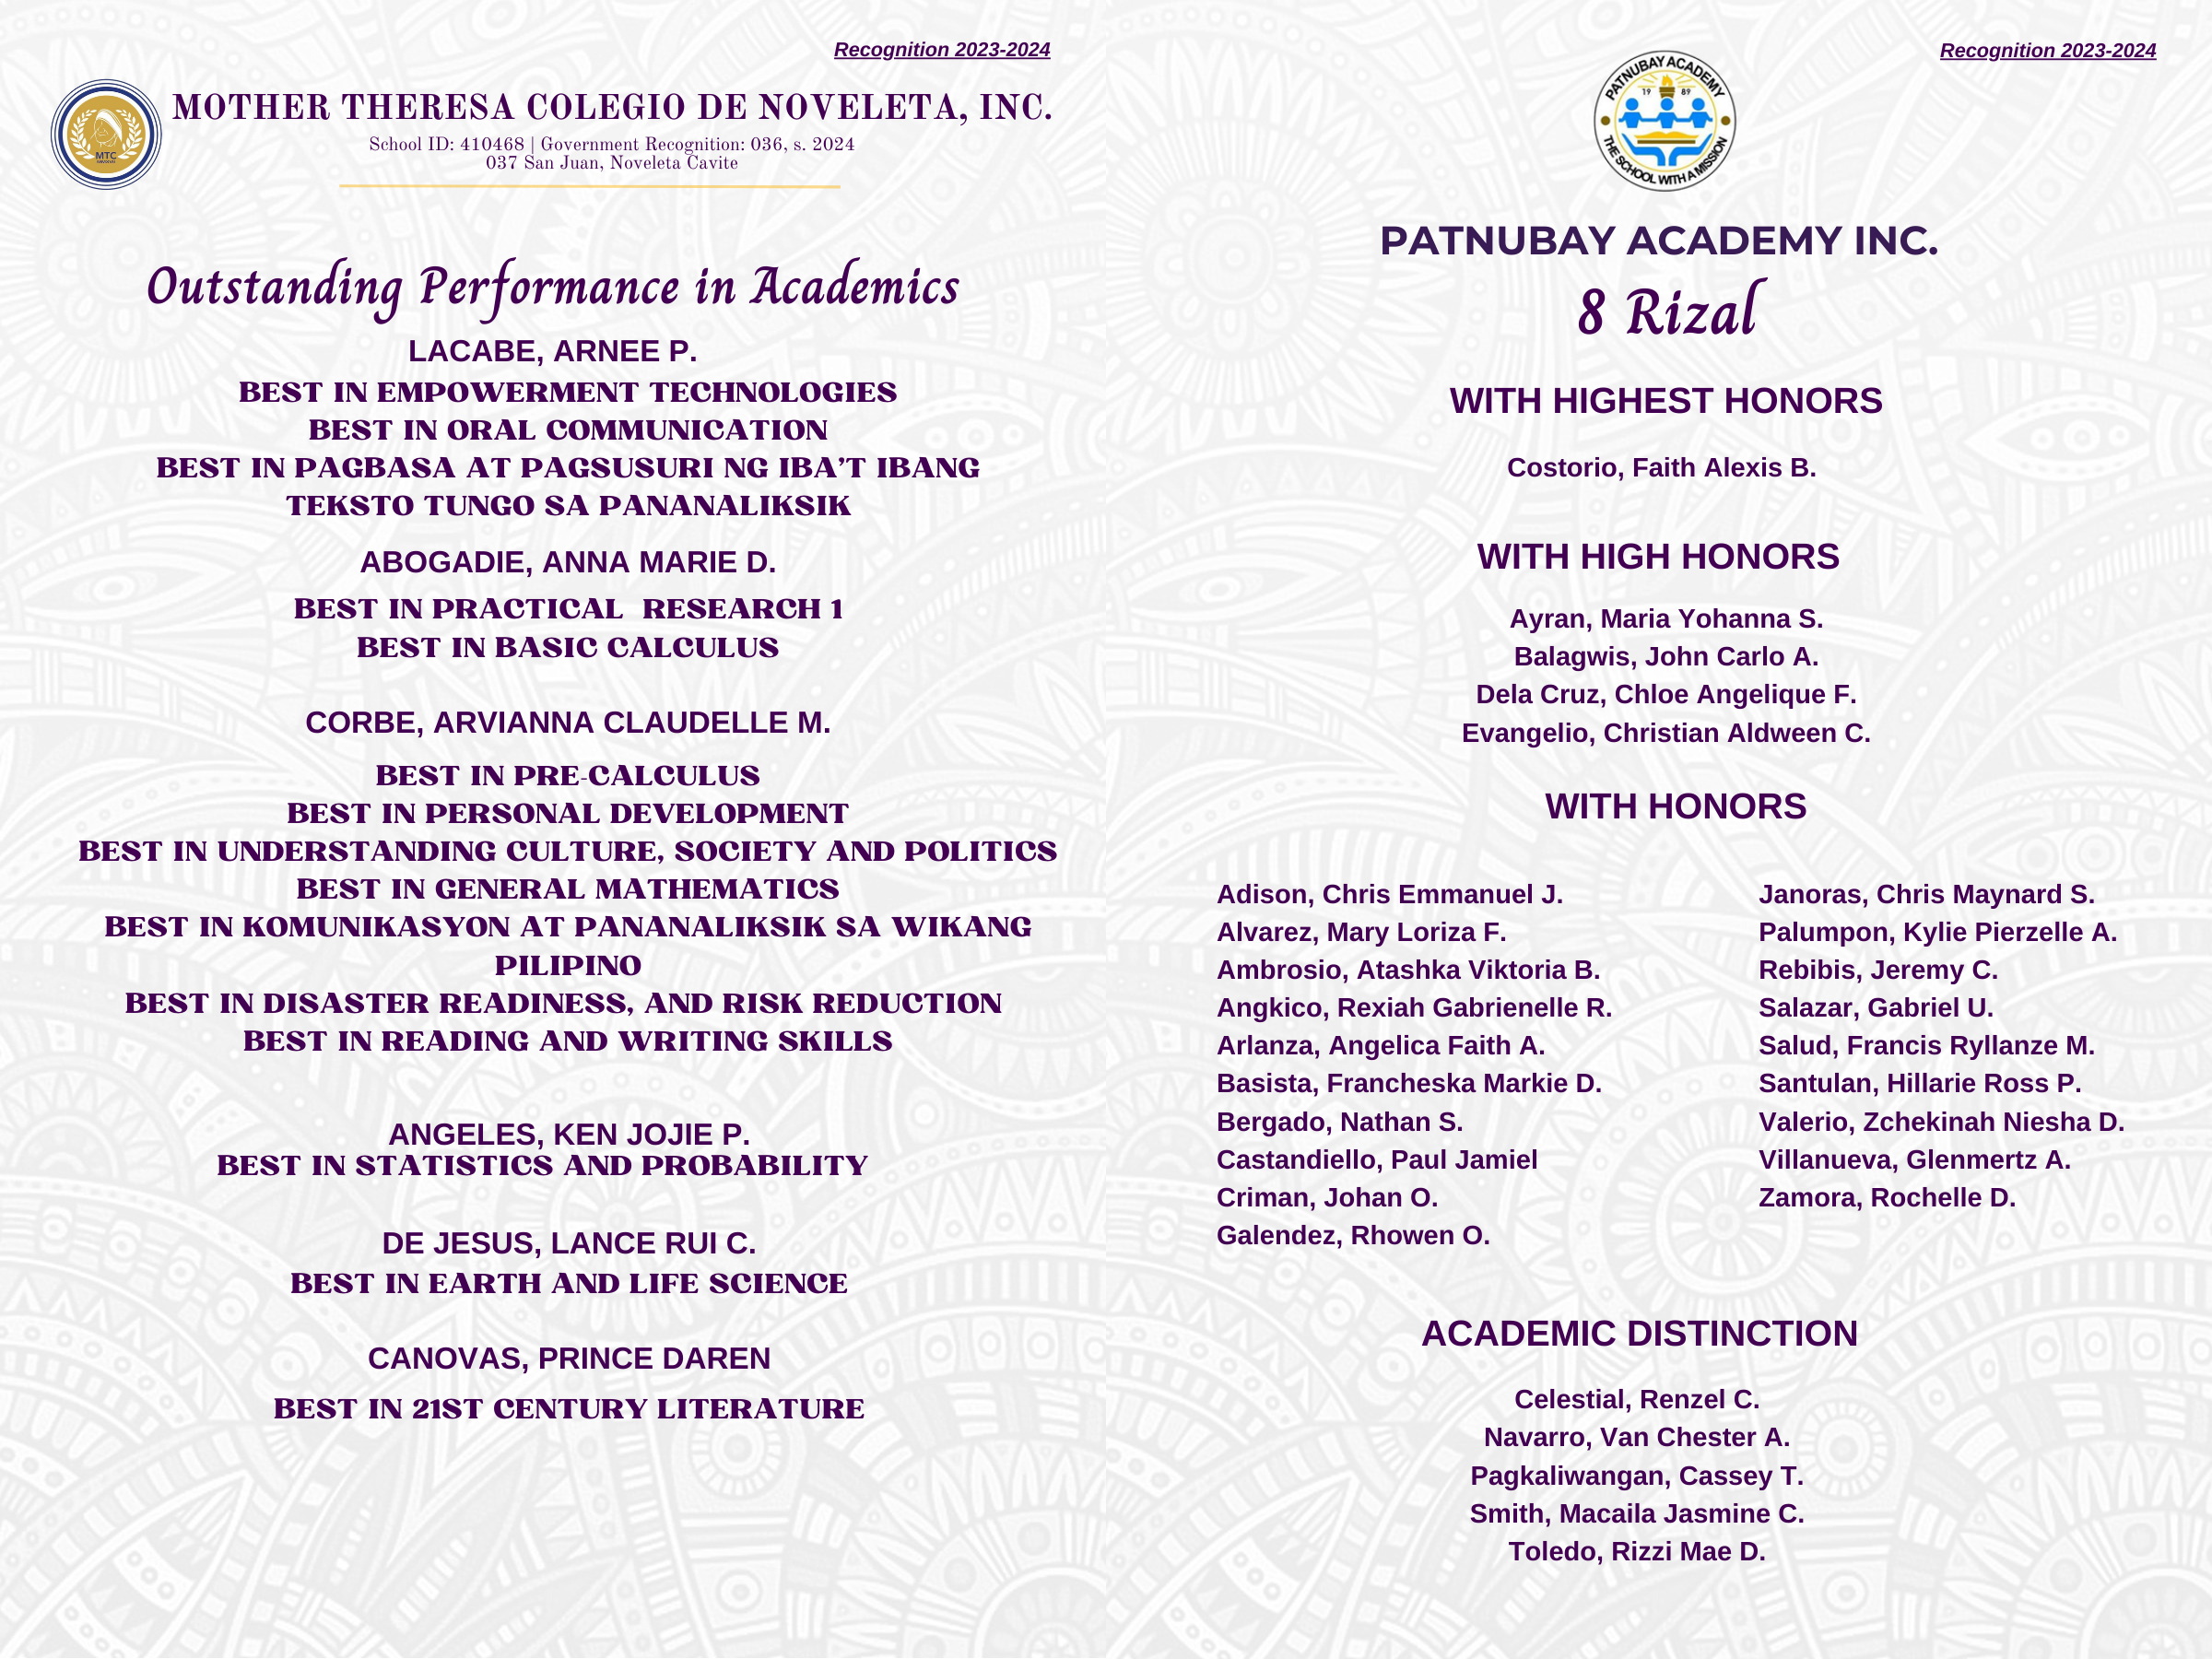 Recognition 2023-2024
MTC
MOTHER THERESA COLEGIO DE NOVELETA, INC.
School ID: 410468 | Government Recognition: 036, s. 2024
037 San Juan, Noveleta Cavite
Outstanding Performance in Academics
LACABE, ARNEE P.
BEST IN EMPOWERMENT TECHNOLOGIES
BEST IN ORAL COMMUNICATION
BEST IN PAGBASA AT PAGSUSURI NG IBA’T IBANG
TEKSTO TUNGO SA PANANALIKSIK
ABOGADIE, ANNA MARIE D.
BEST IN PRACTICAL RESEARCH 1
BEST IN BASIC CALCULUS
CORBE, ARVIANNA CLAUDELLE M.
BEST IN PRE-CALCULUS
BEST IN PERSONAL DEVELOPMENT
BEST IN UNDERSTANDING CULTURE, SOCIETY AND POLITICS
BEST IN GENERAL MATHEMATICS
BEST IN KOMUNIKASYON AT PANANALIKSIK SA WIKANG
PILIPINO
BEST IN DISASTER READINESS, AND RISK REDUCTION
BEST IN READING AND WRITING SKILLS
ANGELES, KEN JOJIE P.
BEST IN STATISTICS AND PROBABILITY
DE JESUS, LANCE RUI C.
BEST IN EARTH AND LIFE SCIENCE
CANOVAS, PRINCE DAREN
BEST IN 21ST CENTURY LITERATURE
Recognition 2023-2024
PATNUBAY ACADEMY
19 89
THE SCHOOL WITH A MISSION
PATNUBAY ACADEMY INC.
8 Rizal
WITH HIGHEST HONORS
Costorio, Faith Alexis B.
WITH HIGH HONORS
Ayran, Maria Yohanna S.
Balagwis, John Carlo A.
Dela Cruz, Chloe Angelique F.
Evangelio, Christian Aldween C.
WITH HONORS
Adison, Chris Emmanuel J.
Alvarez, Mary Loriza F.
Ambrosio, Atashka Viktoria B.
Angkico, Rexiah Gabrienelle R.
Arlanza, Angelica Faith A.
Basista, Francheska Markie D.
Bergado, Nathan S.
Castandiello, Paul Jamiel
Criman, Johan O.
Galendez, Rhowen O.
Janoras, Chris Maynard S.
Palumpon, Kylie Pierzelle A.
Rebibis, Jeremy C.
Salazar, Gabriel U.
Salud, Francis Ryllanze M.
Santulan, Hillarie Ross P.
Valerio, Zchekinah Niesha D.
Villanueva, Glenmertz A.
Zamora, Rochelle D.
ACADEMIC DISTINCTION
Celestial, Renzel C.
Navarro, Van Chester A.
Pagkaliwangan, Cassey T.
Smith, Macaila Jasmine C.
Toledo, Rizzi Mae D.